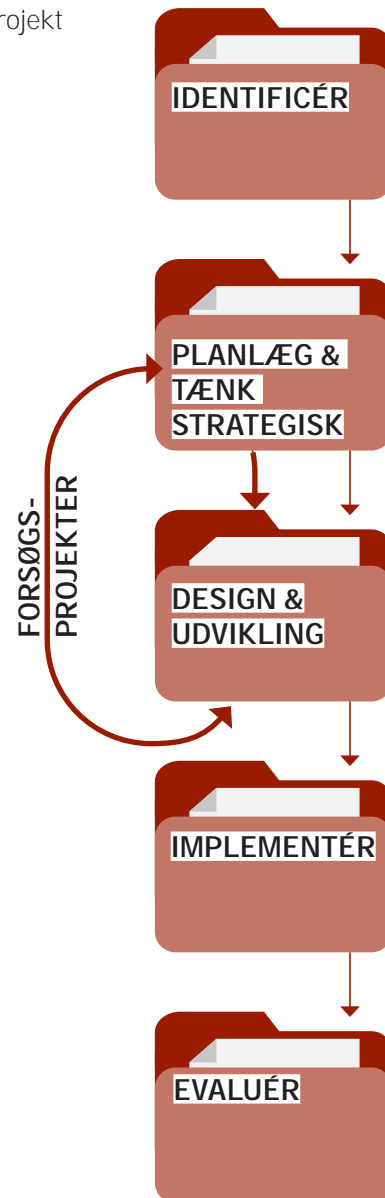 rojekt
IDENTIFICÉR
PLANLÆG &
TÆNK
STRATEGISK
FORSØGS-
PROJEKTER
DESIGN &
UDVIKLING
IMPLEMENTÉR
EVALUÉR